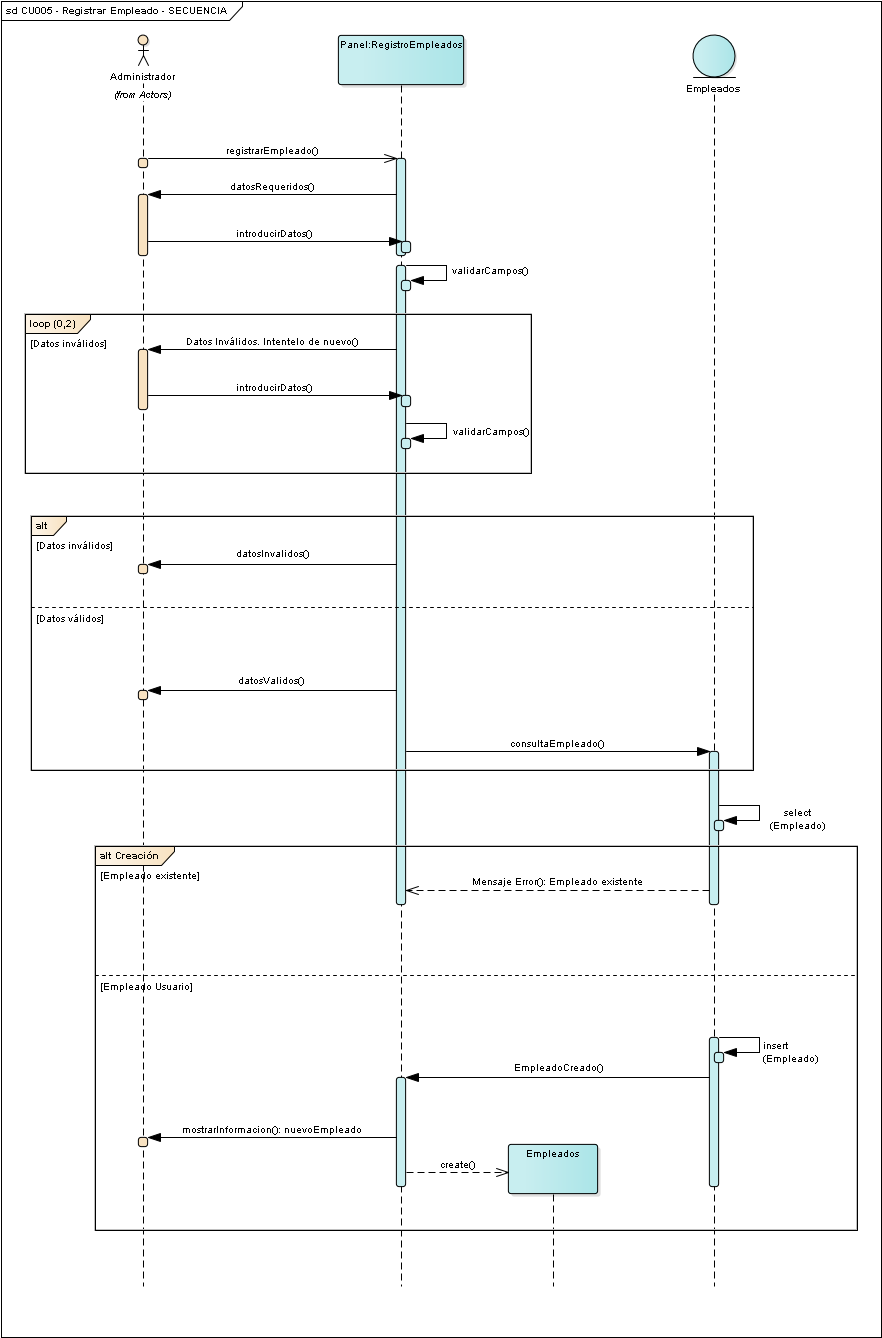 sd CU005 - Registrar Empleado - SECUENCIA
Panel:RegistroEmpleados
Administrador
(from Actors)
Empleados
registrarEmpleado()
datosRequeridos()
introducirDatos()
validarCampos()
loop (0,2)
[Datos inválidos]
Datos Inválidos. Intentelo de nuevo()
introducirDatos()
validarCampos()
alt
[Datos inválidos]
datosInvalidos()
[Datos válidos]
datosValidos()
consultaEmpleado()
select
(Empleado)
alt Creación
[Empleado existente]
Mensaje Error(): Empleado existente
[Empleado Usuario]
insert
(Empleado)
EmpleadoCreado()
mostrarInformacion(): nuevoEmpleado
Empleados
create()